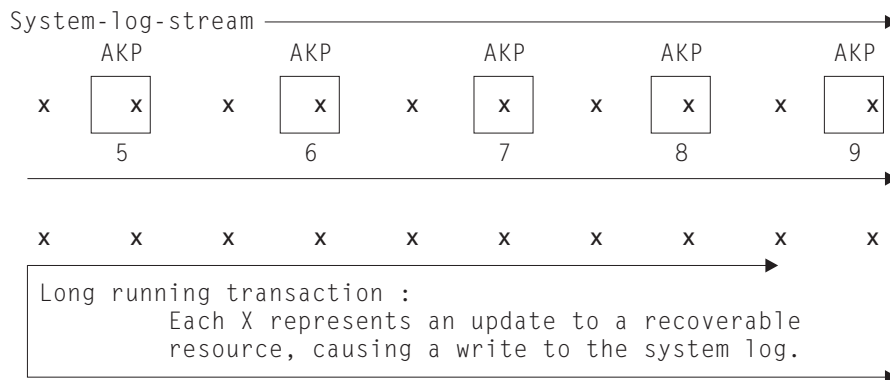 System-log-stream
AKP AKP AKP AKP AKP
x x x x x x x x x x
5 6 7 8 9
x x x x x x x x x x
Long running transaction :
Each X represents an update to a recoverable
resource, causing a write to the system log.